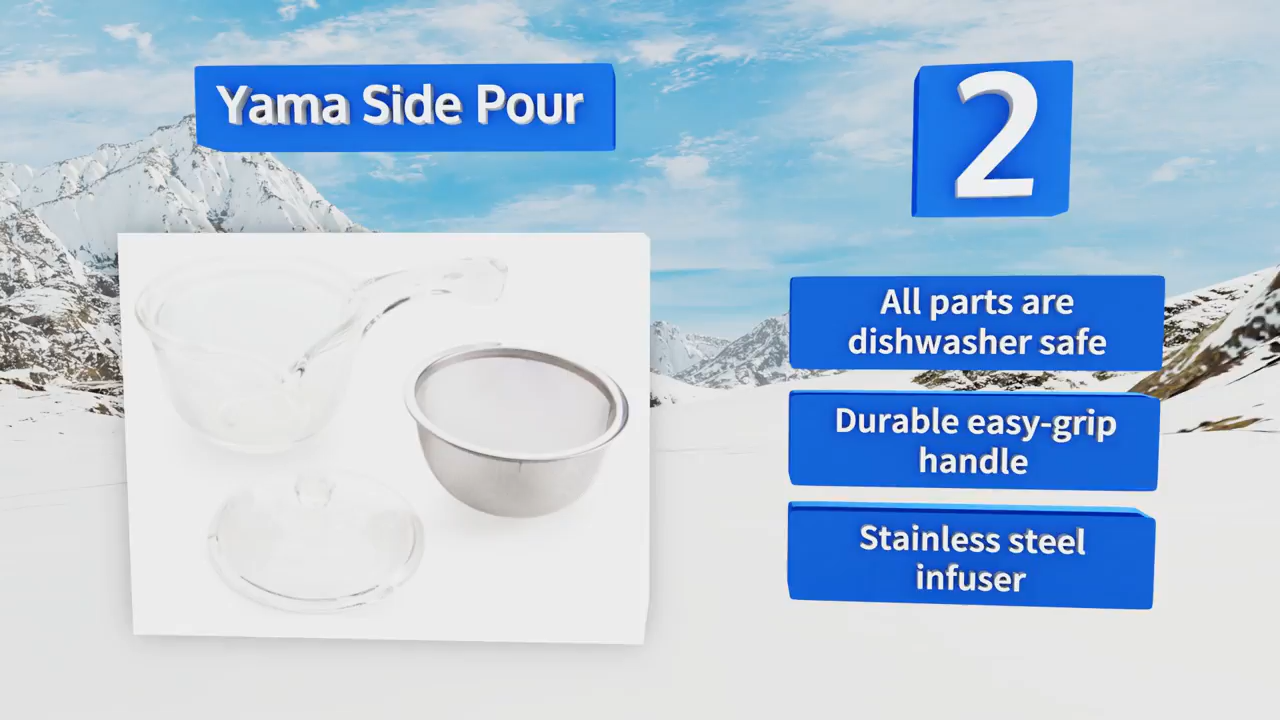 Yama Side Pour
2
All parts are
dishwasher safe
Durable easy-grip
handle
Stainless steel
infuser